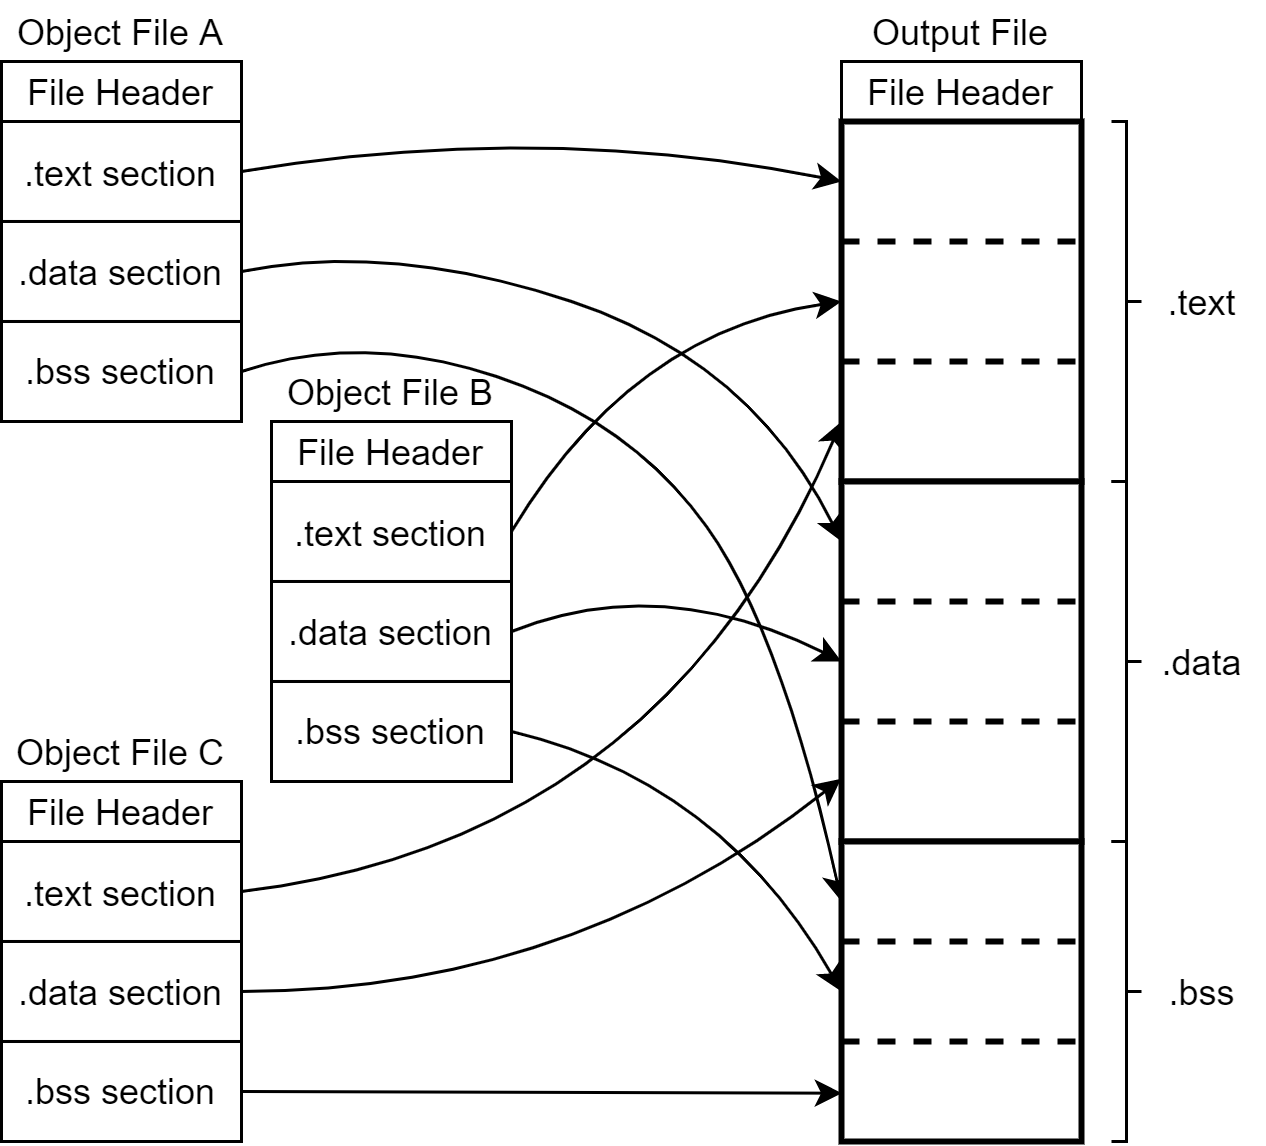 Object File A
File Header
.text section
.data section
.bss section
Object File B
File Header
.text section
.data section
.bss section
Object File C
File Header
.text section
.data section
.bss section
Output File
File Header
.text
.data
.bss